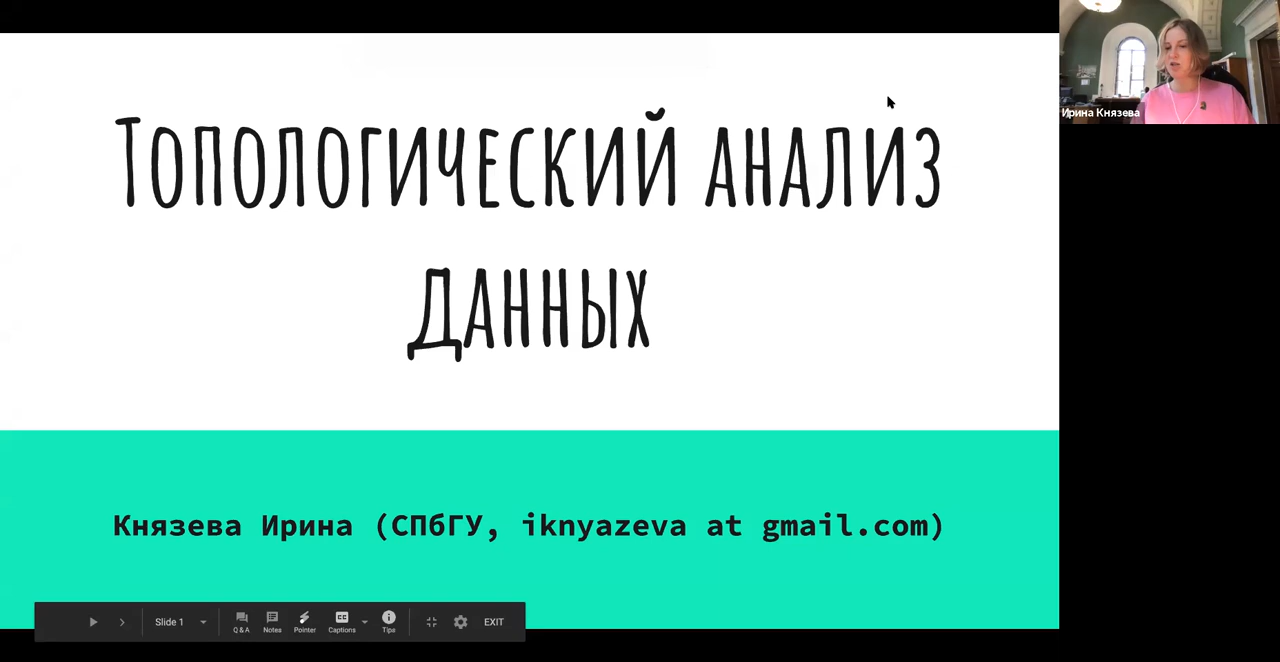 Топологический анализ
данных
Ирина Князева
Князева Ирина (СПбГУ, iknyazeva at gmail.com)
Slide 1
Q & A
Notes
Pointer
Captions
Tips
EXIT